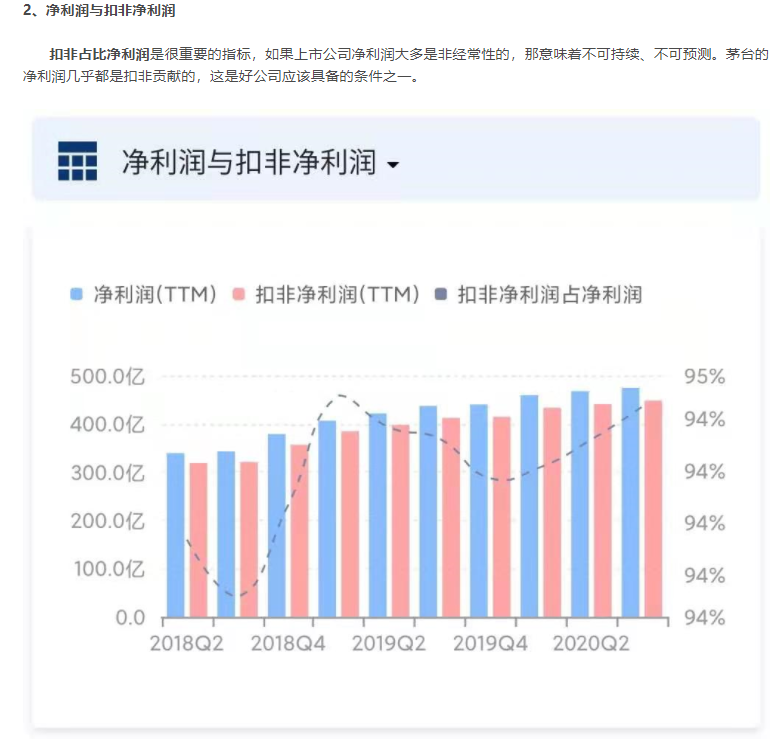 2、净利润与扣非净利润
扣非占比净利润是很重要的指标，如果上市公司净利润大多是非经常性的，那意味着不可持续、不可预测。茅台的
净利润几乎都是扣非贡献的，这是好公司应该具备的条件之一。
净利润与扣非净利润
净利润(TTM) 扣非净利润(TTM) 扣非净利润占净利润
500.0亿 95%
400.0亿 94%
300.0亿 94%
200.0亿 94%
100.0亿 94%
0.0 94%
2018Q2 2018Q4 2019Q2 2019Q4 2020Q2